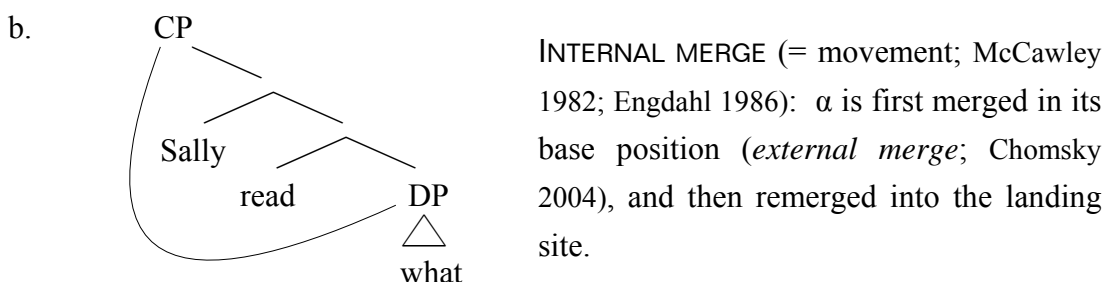 b.
CP
Sally
read
DP
what
INTERNAL MERGE (= movement; McCawley
1982; Engdahl 1986): α is first merged in its
base position (external merge; Chomsky
2004), and then remerged into the landing
site.